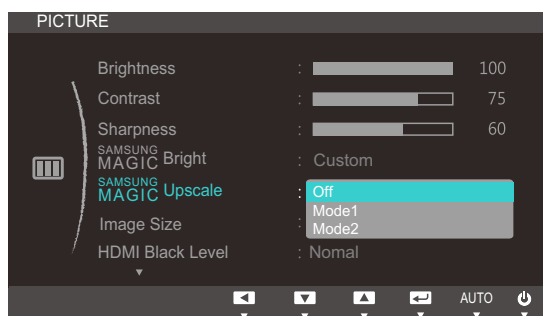 PICTURE
Brightness : 100
Contrast : 75
Sharpness : 60
SAMSUNG MAGIC Bright : Custom
SAMSUNG MAGIC Upscale : Off
Mode1
Image Size : Mode2
HDMI Black Level : Normal
AUTO